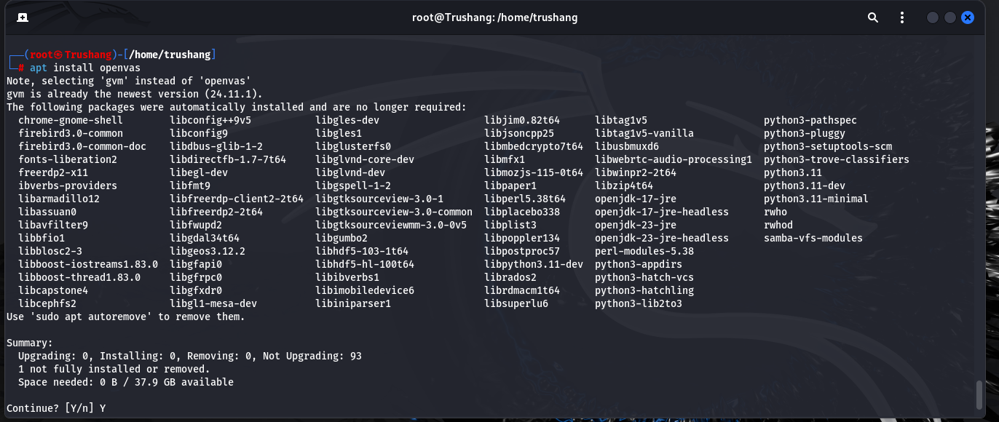 root@Trushang: /home/trushang
┌──(root㉿Trushang)-[/home/trushang]
└─# apt install openvas
Note, selecting 'gvm' instead of 'openvas'
gvm is already the newest version (24.11.1).
The following packages were automatically installed and are no longer required:
chrome-gnome-shell libconfig++9v5 libgles-dev libjim0.82t64 libtag1v5 python3-pathspec
firebird3.0-common libconfig9 libgles1 libjsoncpp25 libtag1v5-vanilla python3-pluggy
firebird3.0-common-doc libdbus-glib-1-2 libglusterfs0 libmbedcrypto7t64 libusbmuxd6 python3-setuptools-scm
fonts-liberation2 libdirectfb-1.7-7t64 libglvnd-core-dev libmfx1 libwebrtc-audio-processing1 python3-trove-classifiers
freerdp2-x11 libegl-dev libglvnd-dev libmozjs-115-0t64 libwinpr2-2t64 python3.11
ibverbs-providers libfmt9 libgspell-1-2 libpaper1 libzip4t64 python3.11-dev
libarmadillo12 libfreerdp-client2-2t64 libgtksourceview-3.0-1 libperl5.38t64 openjdk-17-jre python3.11-minimal
libassuan0 libfreerdp2-2t64 libgtksourceview-3.0-common libplacebo338 openjdk-17-jre-headless rwho
libavfilter9 libfwupd2 libgtksourceviewmm-3.0-0v5 libplist3 openjdk-23-jre rwhod
libbfio1 libgdal34t64 libgumbo2 libpoppler134 openjdk-23-jre-headless samba-vfs-modules
libblosc2-3 libgeos3.12.2 libhdf5-103-1t64 libpostproc57 perl-modules-5.38
libboost-iostreams1.83.0 libgfapi0 libhdf5-hl-100t64 libpython3.11-dev python3-appdirs
libboost-thread1.83.0 libgfrpc0 libibverbs1 librados2 python3-hatch-vcs
libcapstone4 libgfxdr0 libimobiledevice6 librdmacm1t64 python3-hatchling
libcephfs2 libgl1-mesa-dev libiniparser1 libsuperlu6 python3-lib2to3
Use 'sudo apt autoremove' to remove them.
Summary:
Upgrading: 0, Installing: 0, Removing: 0, Not Upgrading: 93
1 not fully installed or removed.
Space needed: 0 B / 37.9 GB available
Continue? [Y/n] Y